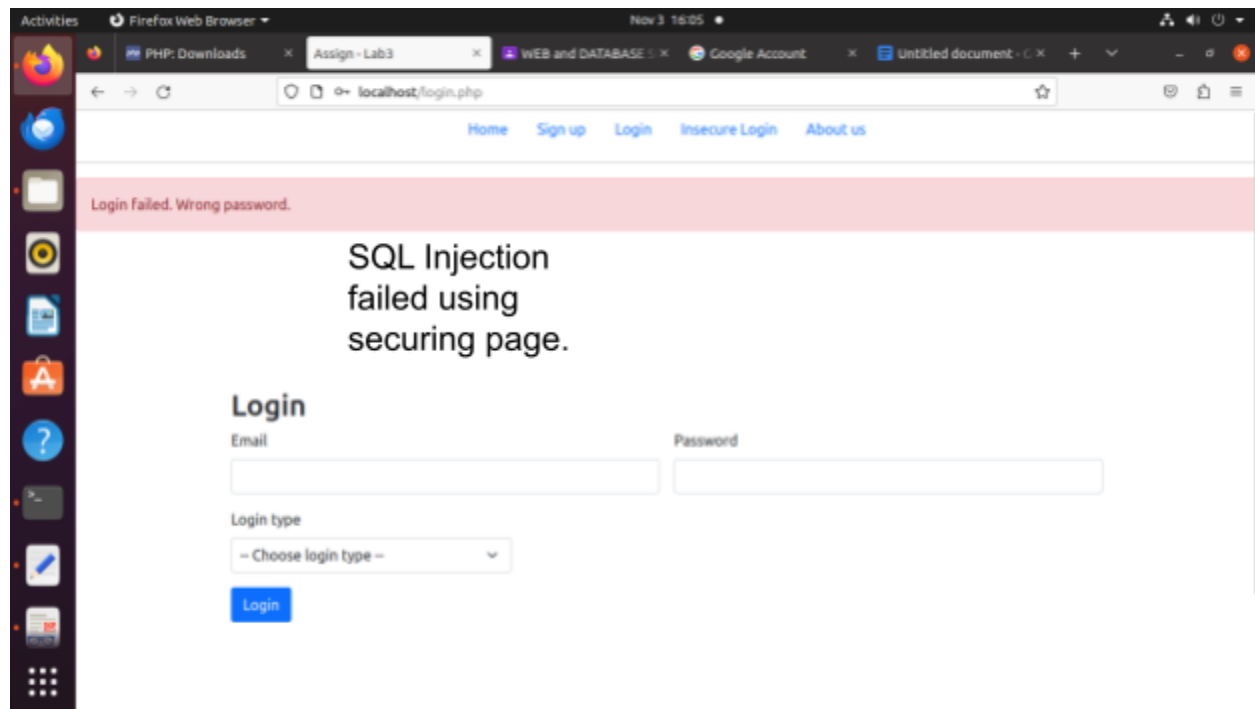 Activities Firefox Web Browser Nov 3 16:05
PHP: Downloads Assign - Lab3 WEB and DATABASE S Google Account Untitled document - G
localhost/login.php
Home Sign up Login Insecure Login About us
Login failed. Wrong password.
SQL Injection
failed using
securing page.
Login
Email Password
Login type
-- Choose login type --
Login